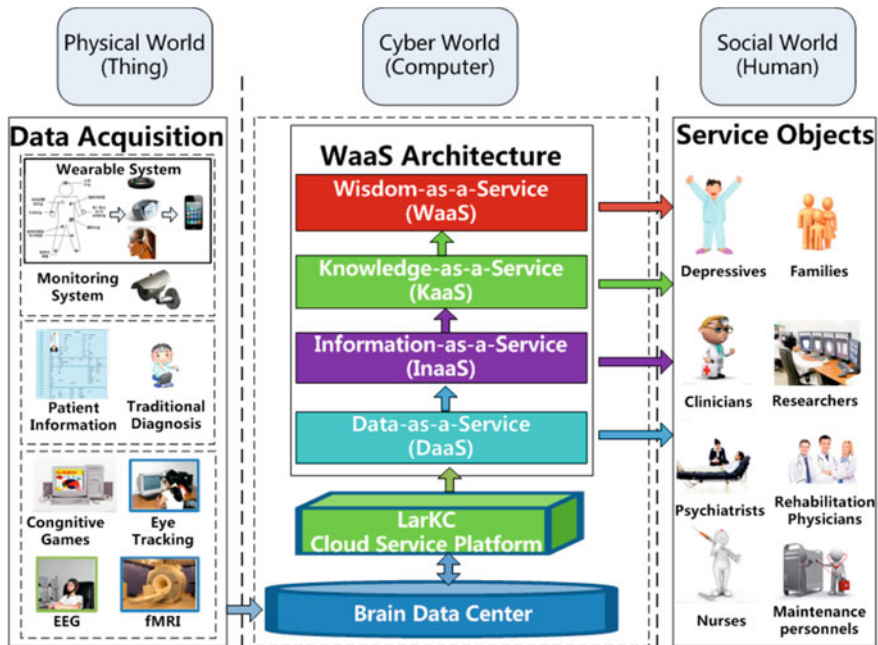 Physical World
(Thing)
Cyber World
(Computer)
Social World
(Human)
Data Acquisition
Wearable System
Monitoring
System
Patient
Information
Traditional
Diagnosis
Congnitive
Games
Eye
Tracking
EEG
fMRI
WaaS Architecture
Wisdom-as-a-Service
(WaaS)
Knowledge-as-a-Service
(KaaS)
Information-as-a-Service
(InaaS)
Data-as-a-Service
(DaaS)
LarKC
Cloud Service Platform
Brain Data Center
Service Objects
Depressives
Families
Clinicians
Researchers
Psychiatrists
Rehabilitation
Physicians
Nurses
Maintenance
personnels